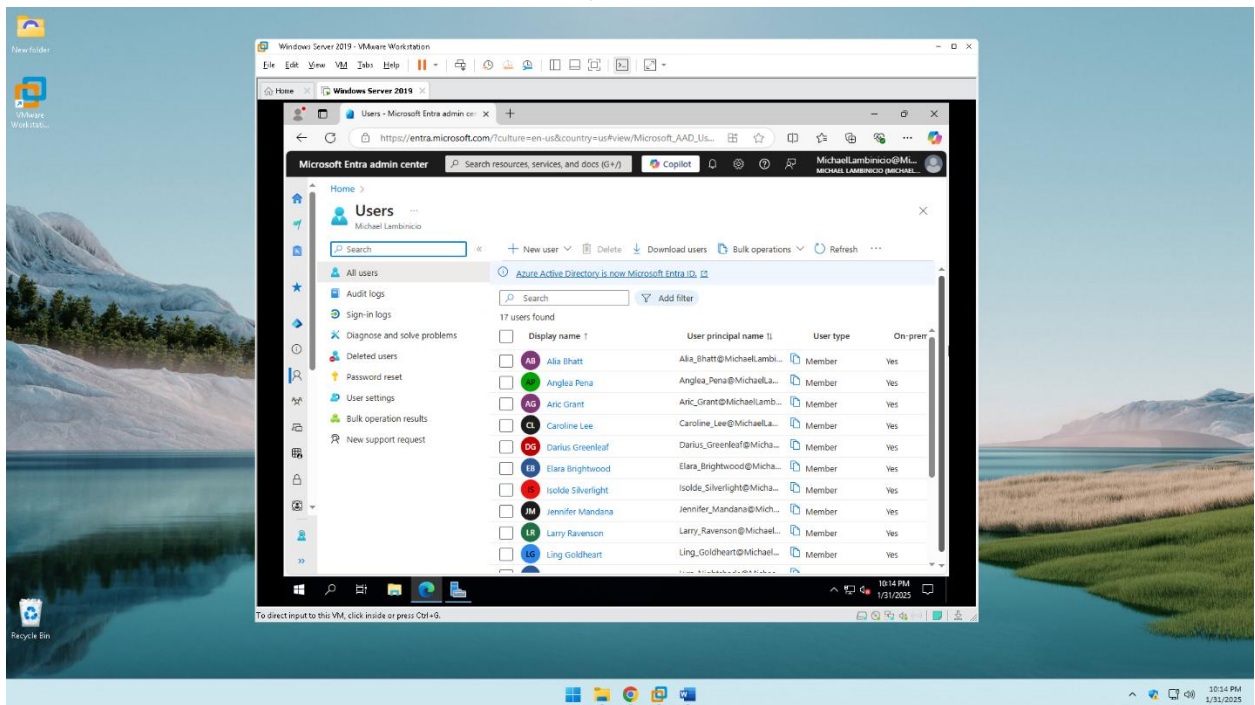 New folder
VMware
Workstati...
Recycle Bin
Windows Server 2019 - VMware Workstation
File Edit View VM Tabs Help
Home Windows Server 2019
Users - Microsoft Entra admin cen
https://entra.microsoft.com/?culture=en-us&country=us#view/Microsoft_AAD_Us...
Microsoft Entra admin center Search resources, services, and docs (G+/) Copilot MichaelLambinicio@Mi...
MICHAEL LAMBINICIO (MICHAEL...
Home >
Users ...
Michael Lambinicio
Search « New user Delete Download users Bulk operations Refresh ...
All users
Audit logs
Sign-in logs
Diagnose and solve problems
Deleted users
Password reset
User settings
Bulk operation results
New support request
Azure Active Directory is now Microsoft Entra ID.
Search Add filter
17 users found
Display name ↑ User principal name ↑↓ User type On-prem
AB Alia Bhatt Alia_Bhatt@MichaelLambi... Member Yes
AP Anglea Pena Anglea_Pena@MichaelLa... Member Yes
AG Aric Grant Aric_Grant@MichaelLamb... Member Yes
CL Caroline Lee Caroline_Lee@MichaelLa... Member Yes
DG Darius Greenleaf Darius_Greenleaf@Micha... Member Yes
EB Elara Brightwood Elara_Brightwood@Micha... Member Yes
IS Isolde Silverlight Isolde_Silverlight@Micha... Member Yes
JM Jennifer Mandana Jennifer_Mandana@Mich... Member Yes
LR Larry Ravenson Larry_Ravenson@Michael... Member Yes
LG Ling Goldheart Ling_Goldheart@Michael... Member Yes
10:14 PM
1/31/2025
To direct input to this VM, click inside or press Ctrl+G.
10:14 PM
1/31/2025